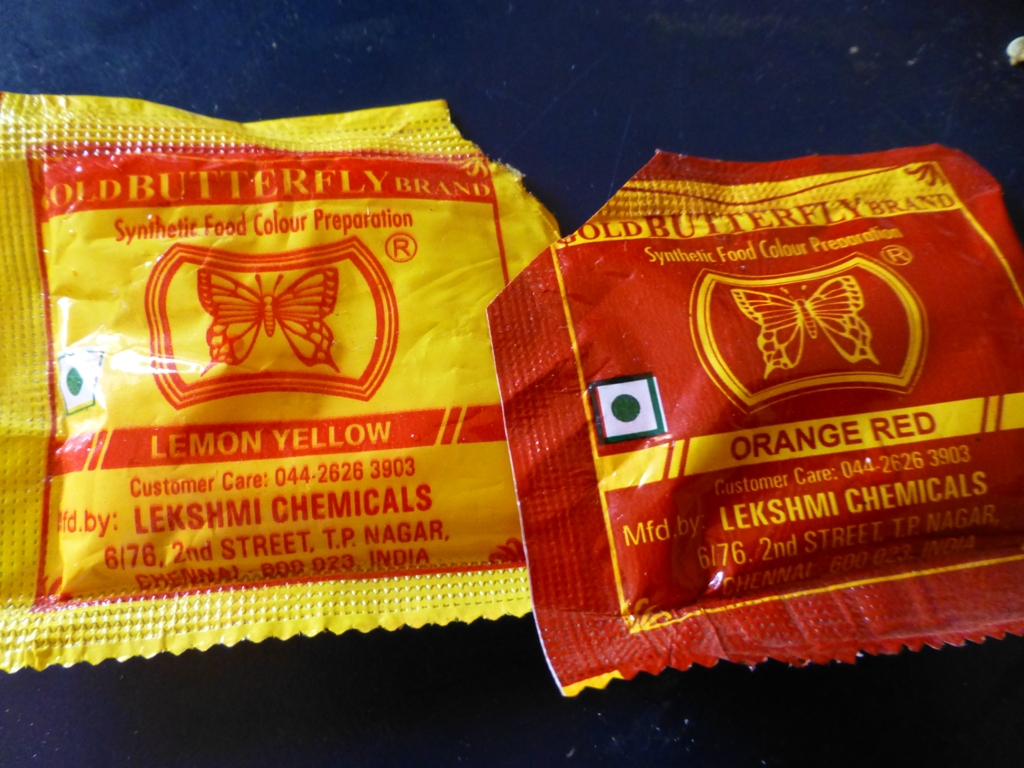 OLD BUTTERFLY BRAND
Synthetic Food Colour Preparation
®
LEMON YELLOW
Customer Care: 044-2626 3903
Mfd.by: LEKSHMI CHEMICALS
6/76, 2nd STREET, T.P. NAGAR,
CHENNAI 600 023, INDIA
GOLD BUTTERFLY BRAND
Synthetic Food Colour Preparation
®
ORANGE RED
Customer Care: 044-2626 3903
Mfd.by: LEKSHMI CHEMICALS
6/76, 2nd STREET, T.P. NAGAR,
CHENNAI 600 023, INDIA